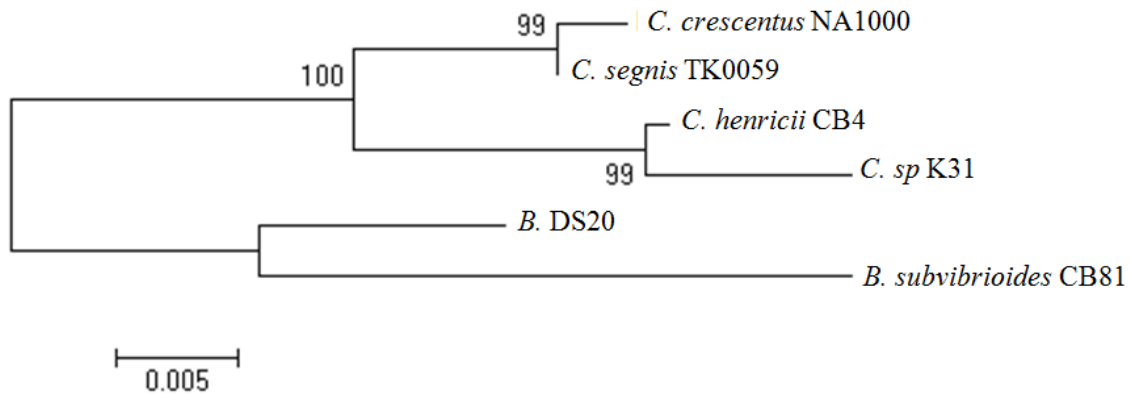 99
C. crescentus NA1000
100
C. segnis TK0059
C. henricii CB4
99
C. sp K31
B. DS20
B. subvibrioides CB81
0.005